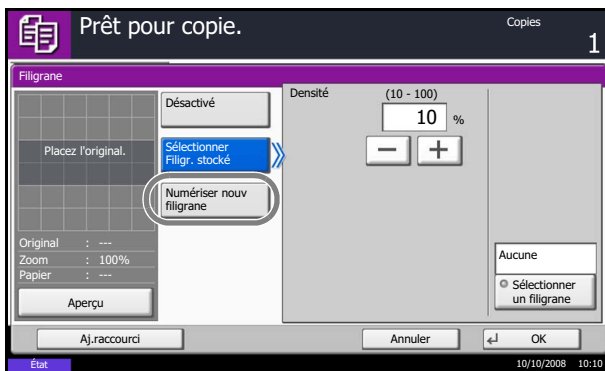 Prêt pour copie.
Copies
1
Filigrane
Placez l'original.
Original : ---
Zoom : 100%
Papier : ---
Aperçu
Désactivé
Sélectionner
Filigr. stocké
Numériser nouv
filigrane
Densité
(10 - 100)
10 %
Aucune
Sélectionner
un filigrane
Aj.raccourci
Annuler
OK
État
10/10/2008 10:10